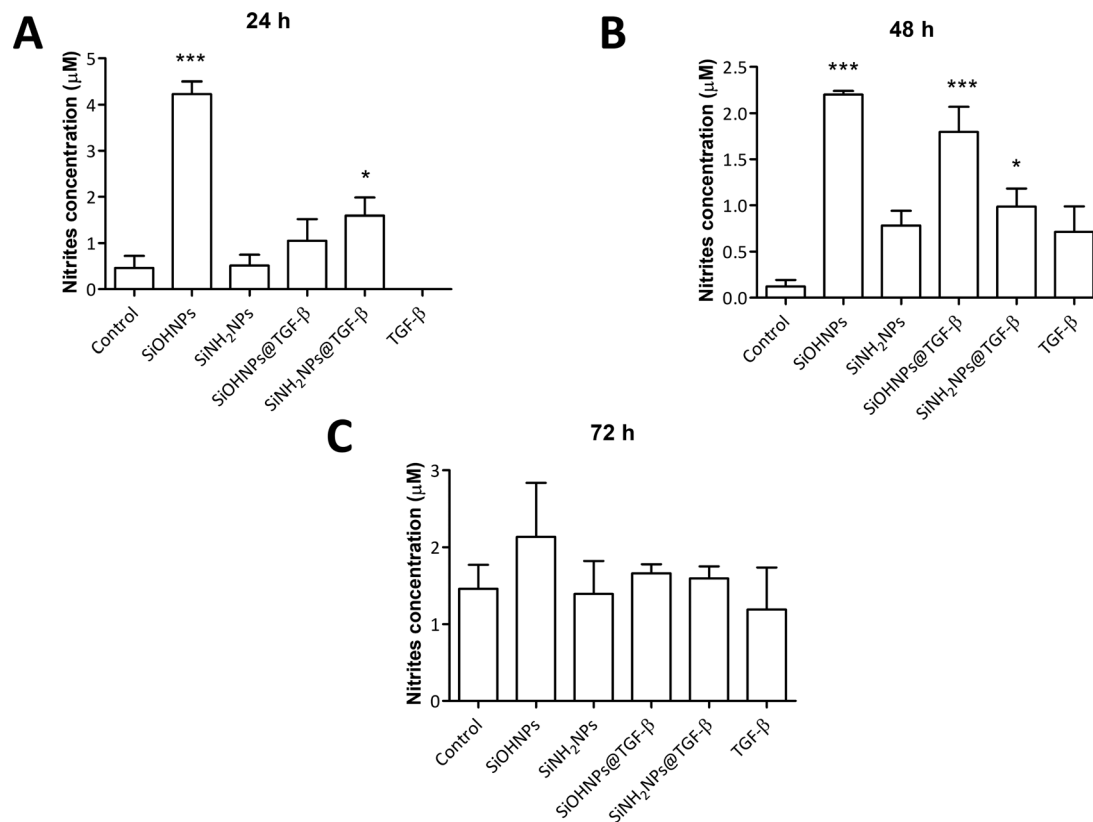 A
24 h
Nitrites concentration (μM)
5
4
3
2
1
0
***
*
Control
SiOHNPs
SiNH₂NPs
SiOHNPs@TGF-β
SiNH₂NPs@TGF-β
TGF-β
B
48 h
Nitrites concentration (μM)
2.5
2.0
1.5
1.0
0.5
0.0
***
***
*
Control
SiOHNPs
SiNH₂NPs
SiOHNPs@TGF-β
SiNH₂NPs@TGF-β
TGF-β
C
72 h
Nitrites concentration (μM)
3
2
1
0
Control
SiOHNPs
SiNH₂NPs
SiOHNPs@TGF-β
SiNH₂NPs@TGF-β
TGF-β